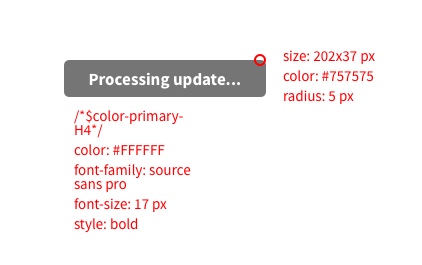 Processing update...
size: 202x37 px
color: #757575
radius: 5 px
/*$color-primary-
H4*/
color: #FFFFFF
font-family: source
sans pro
font-size: 17 px
style: bold